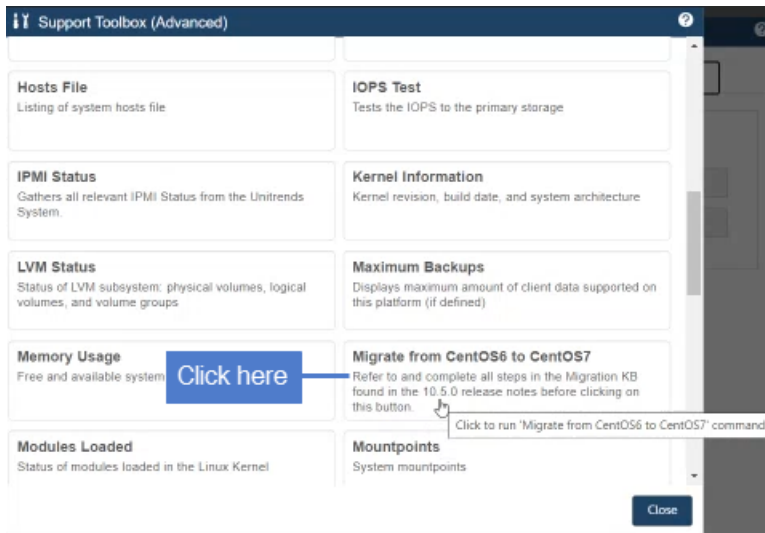 Support Toolbox (Advanced)
Hosts File
Listing of system hosts file
IOPS Test
Tests the IOPS to the primary storage
IPMI Status
Gathers all relevant IPMI Status from the Unitrends
System.
Kernel Information
Kernel revision, build date, and system architecture
LVM Status
Status of LVM subsystem: physical volumes, logical
volumes, and volume groups
Maximum Backups
Displays maximum amount of client data supported on
this platform (if defined)
Memory Usage
Free and available system
Click here
Migrate from CentOS6 to CentOS7
Refer to and complete all steps in the Migration KB
found in the 10.5.0 release notes before clicking on
this button.
Click to run 'Migrate from CentOS6 to CentOS7' command
Modules Loaded
Status of modules loaded in the Linux Kernel
Mountpoints
System mountpoints
Close